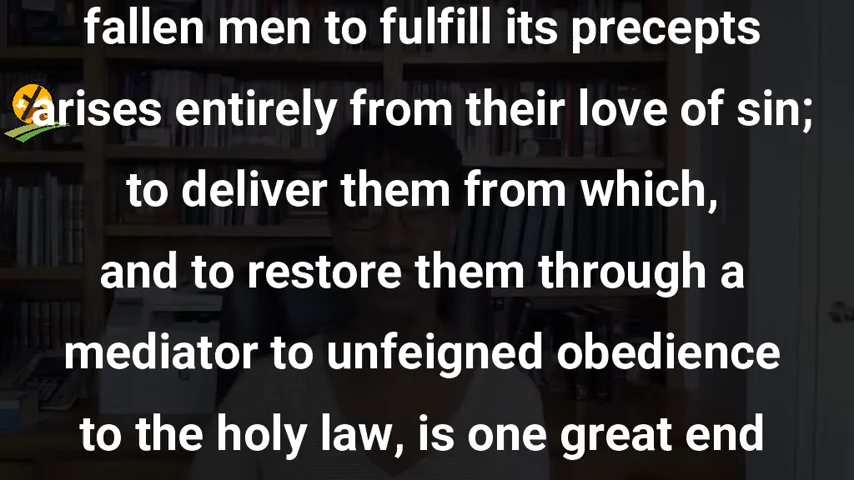 fallen men to fulfill its precepts
arises entirely from their love of sin;
to deliver them from which,
and to restore them through a
mediator to unfeigned obedience
to the holy law, is one great end